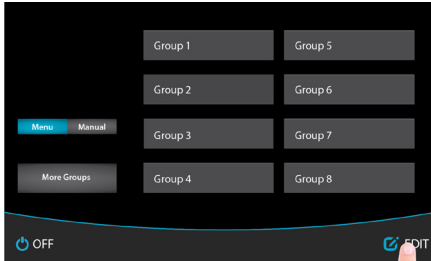 Group 1
Group 5
Group 2
Group 6
Menu
Manual
Group 3
Group 7
More Groups
Group 4
Group 8
OFF
EDIT